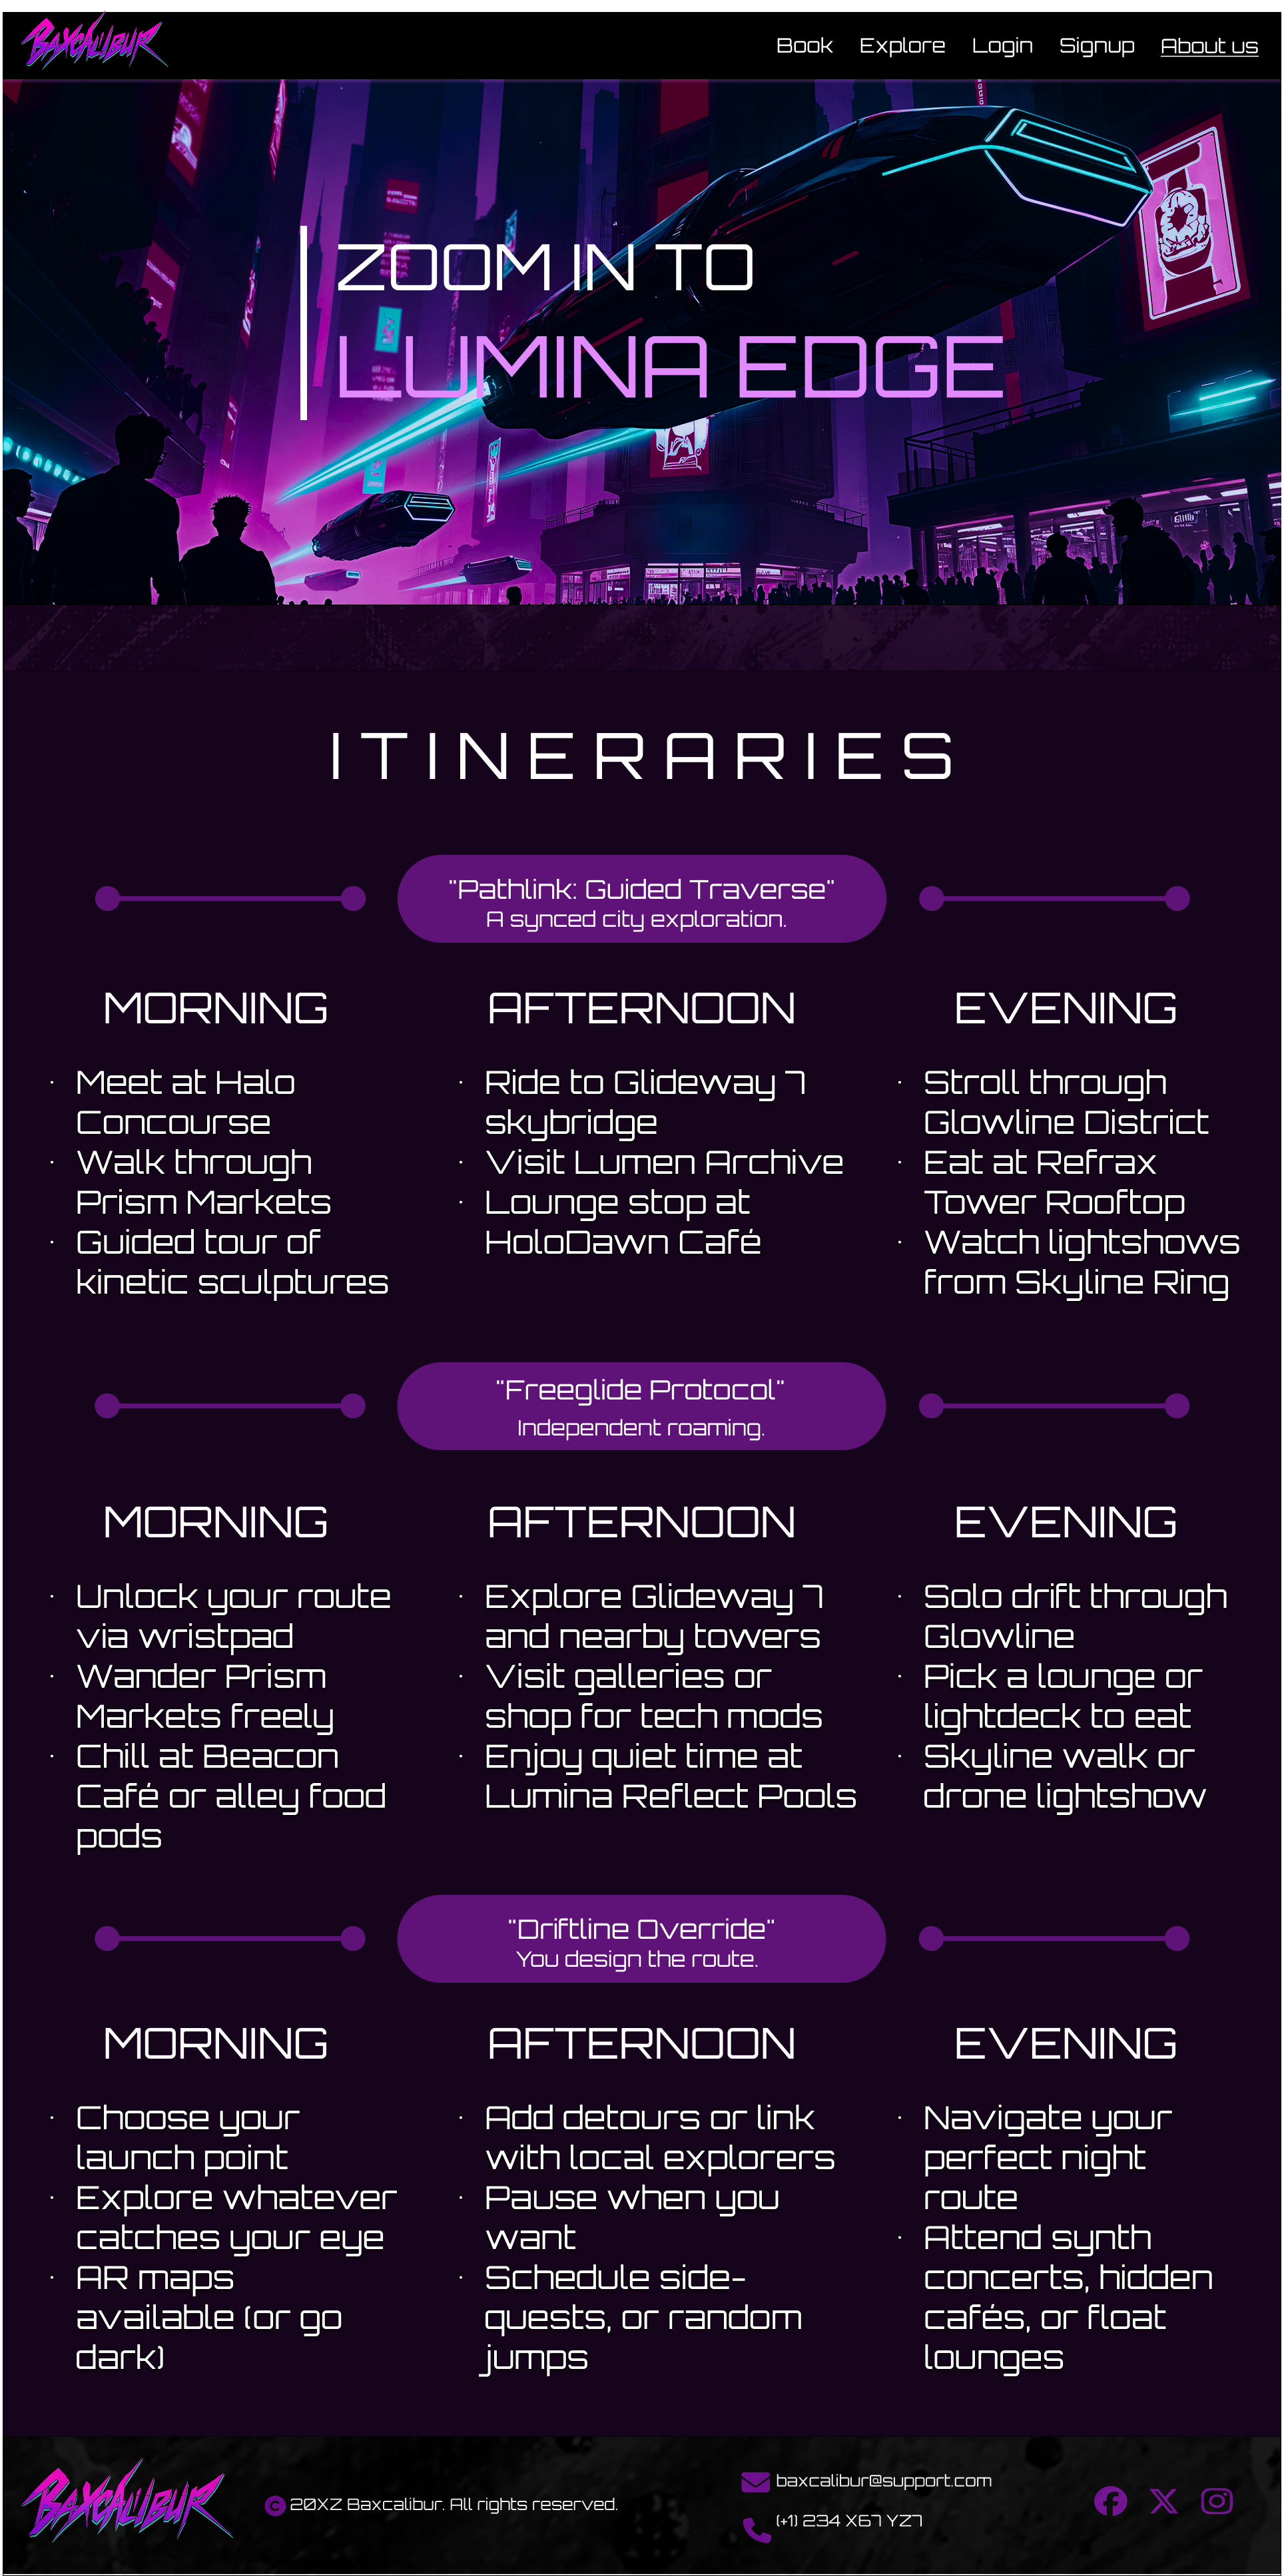 BAXCALIBUR
Book Explore Login Signup About us
ZOOM IN TO
LUMINA EDGE
ITINERARIES
"Pathlink: Guided Traverse"
A synced city exploration.
MORNING
· Meet at Halo
Concourse
· Walk through
Prism Markets
· Guided tour of
kinetic sculptures
AFTERNOON
· Ride to Glideway 7
skybridge
· Visit Lumen Archive
· Lounge stop at
HoloDawn Café
EVENING
· Stroll through
Glowline District
· Eat at Refrax
Tower Rooftop
· Watch lightshows
from Skyline Ring
"Freeglide Protocol"
Independent roaming.
MORNING
· Unlock your route
via wristpad
· Wander Prism
Markets freely
· Chill at Beacon
Café or alley food
pods
AFTERNOON
· Explore Glideway 7
and nearby towers
· Visit galleries or
shop for tech mods
· Enjoy quiet time at
Lumina Reflect Pools
EVENING
· Solo drift through
Glowline
· Pick a lounge or
lightdeck to eat
· Skyline walk or
drone lightshow
"Driftline Override"
You design the route.
MORNING
· Choose your
launch point
· Explore whatever
catches your eye
· AR maps
available (or go
dark)
AFTERNOON
· Add detours or link
with local explorers
· Pause when you
want
· Schedule side-
quests, or random
jumps
EVENING
· Navigate your
perfect night
route
· Attend synth
concerts, hidden
cafés, or float
lounges
BAXCALIBUR
© 20XZ Baxcalibur. All rights reserved.
baxcalibur@support.com
(+1) 234 X67 YZ7